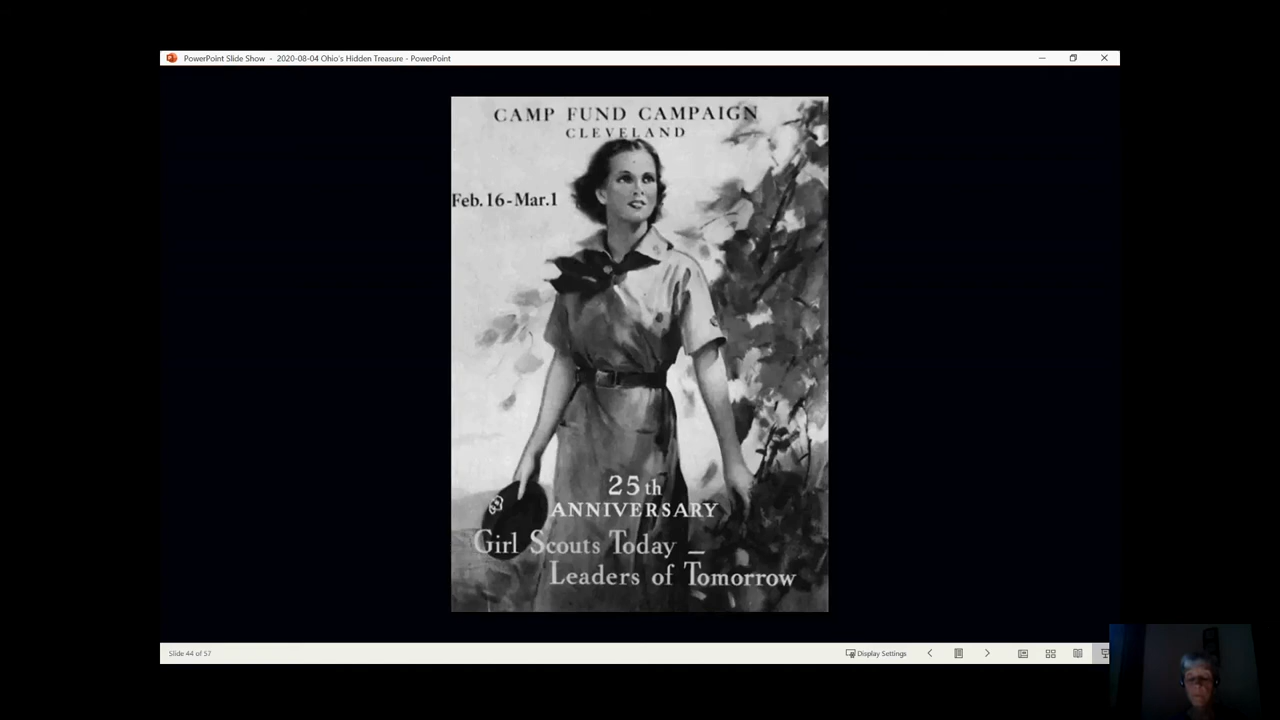 PowerPoint Slide Show - 2020-08-04 Ohio's Hidden Treasure - PowerPoint
CAMP FUND CAMPAIGN
CLEVELAND
Feb. 16-Mar. 1
25th
ANNIVERSARY
Girl Scouts Today —
Leaders of Tomorrow
Slide 44 of 57
Display Settings